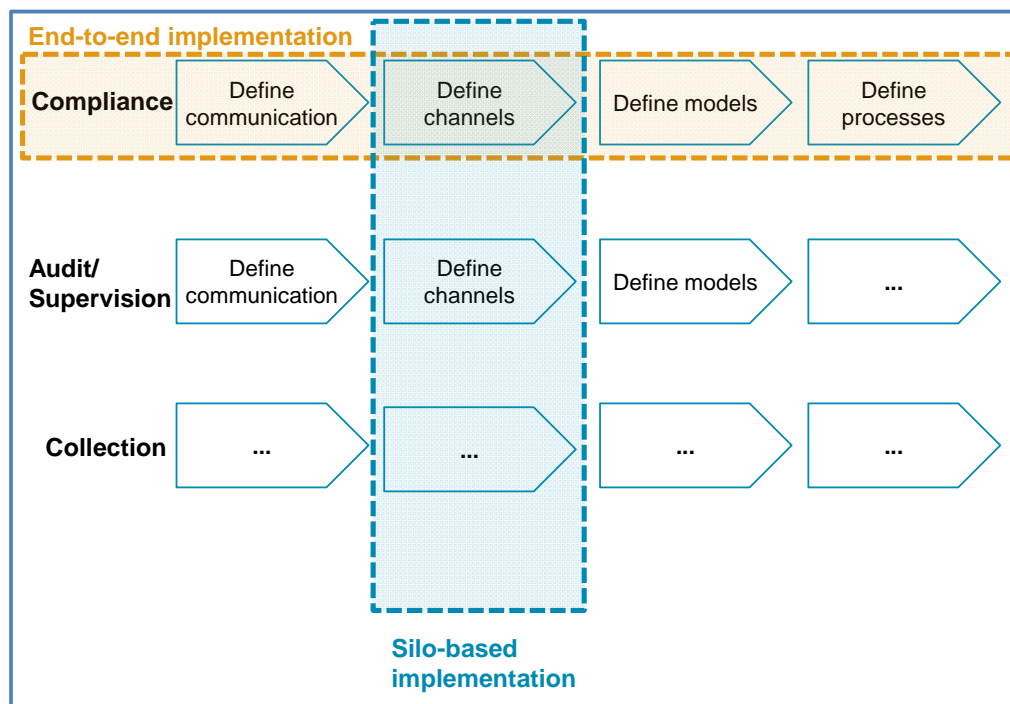 End-to-end implementation
Compliance
Define
communication
Define
channels
Define models
Define
processes
Audit/
Supervision
Define
communication
Define
channels
Define models
...
Collection
...
...
...
...
Silo-based
implementation